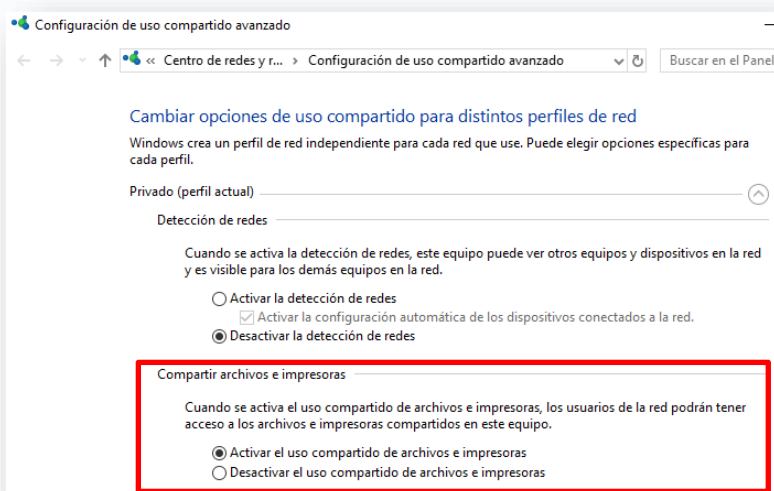 Configuración de uso compartido avanzado
« Centro de redes y r... › Configuración de uso compartido avanzado Buscar en el Panel
Cambiar opciones de uso compartido para distintos perfiles de red
Windows crea un perfil de red independiente para cada red que use. Puede elegir opciones específicas para
cada perfil.
Privado (perfil actual)
Detección de redes
Cuando se activa la detección de redes, este equipo puede ver otros equipos y dispositivos en la red
y es visible para los demás equipos en la red.
Activar la detección de redes
Activar la configuración automática de los dispositivos conectados a la red.
Desactivar la detección de redes
Compartir archivos e impresoras
Cuando se activa el uso compartido de archivos e impresoras, los usuarios de la red podrán tener
acceso a los archivos e impresoras compartidos en este equipo.
Activar el uso compartido de archivos e impresoras
Desactivar el uso compartido de archivos e impresoras